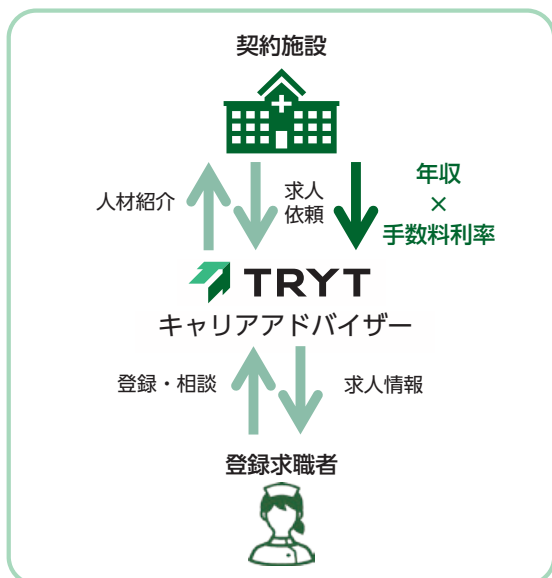 契約施設
人材紹介
求人
依頼
年収
×
手数料利率
TRYT
キャリアアドバイザー
登録・相談
求人情報
登録求職者